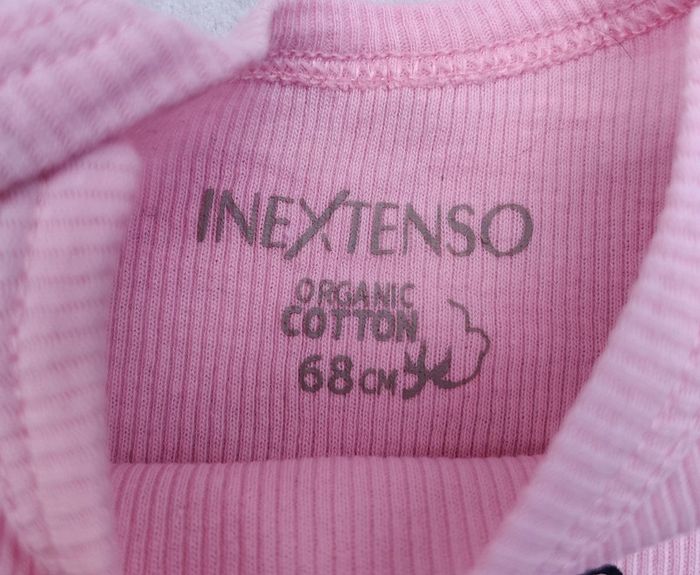 INEXTENSO
ORGANIC
COTTON
68 CM